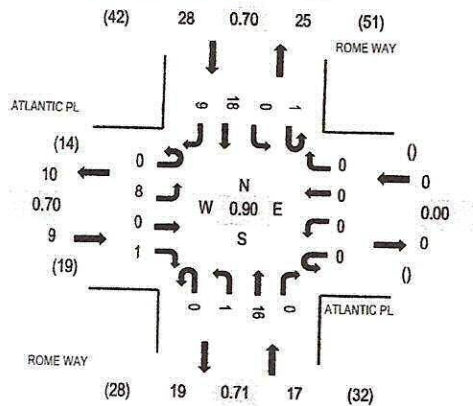 (42) 28 0.70 25 (51)
ROME WAY
ATLANTIC PL
9 18 0 1
(14)
10
0.70
9
(19)
0
8
0
1
N
W 0.90 E
S
0
0
0
0
()
0
0.00
0
()
0 1 16 0
ATLANTIC PL
ROME WAY
(28) 19 0.71 17 (32)